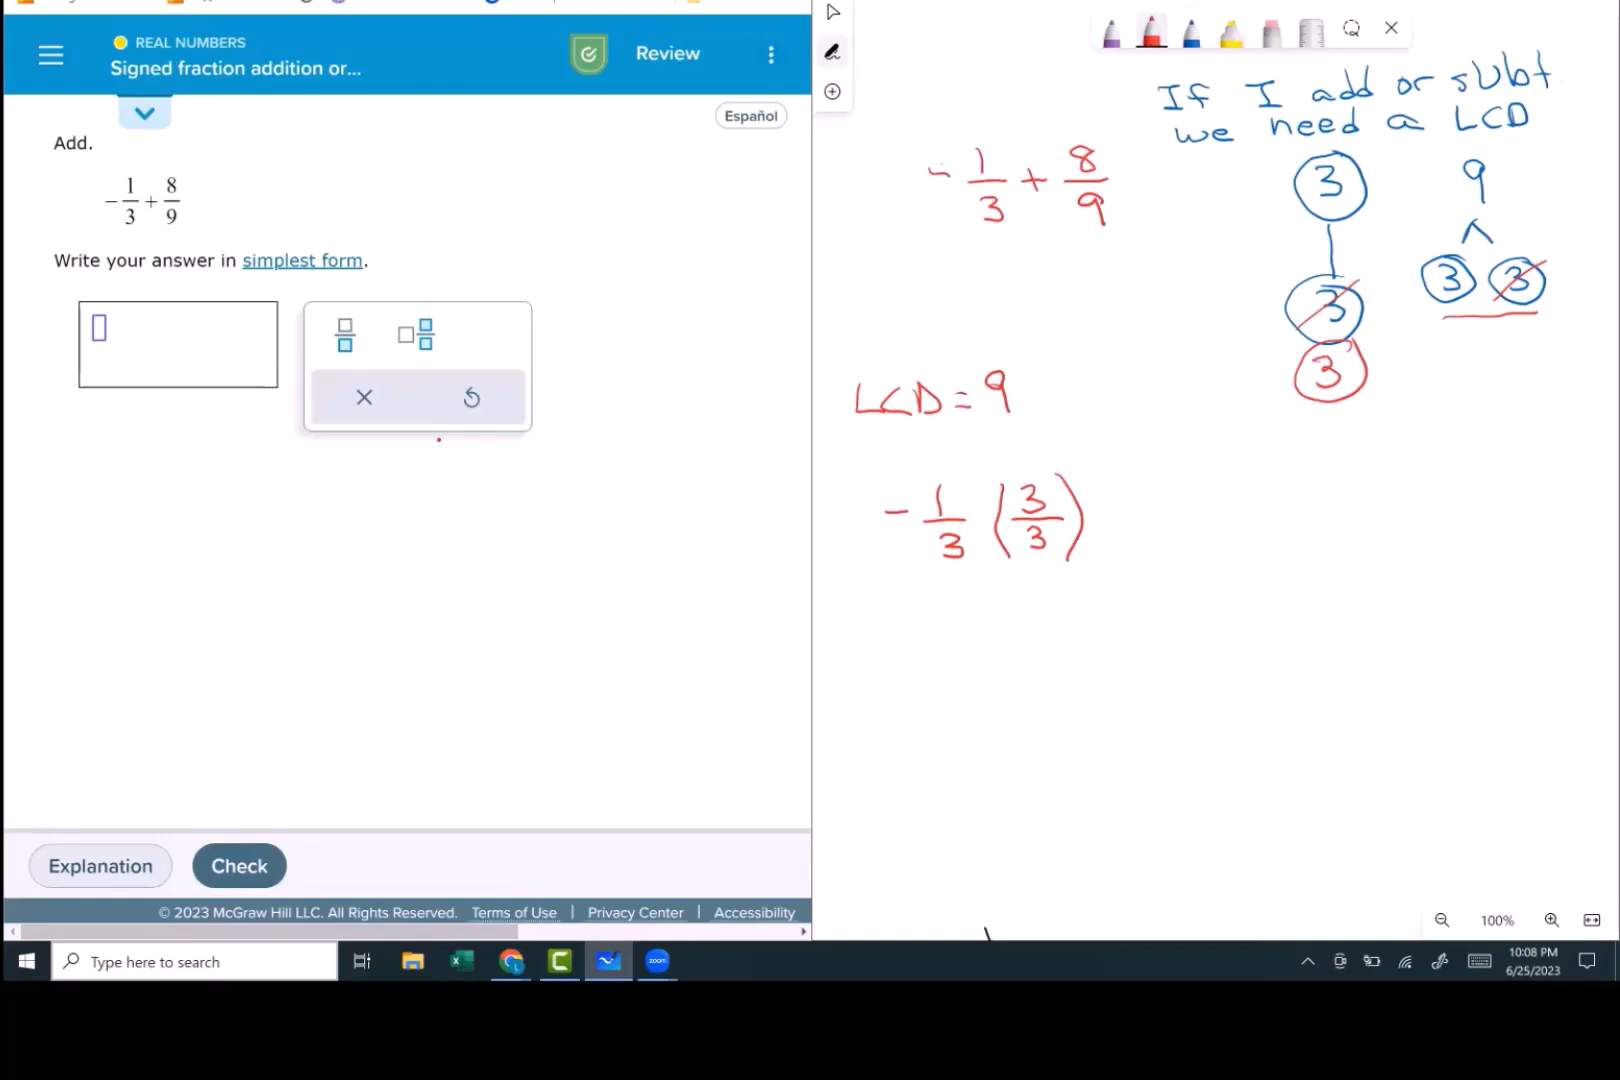 REAL NUMBERS
Signed fraction addition or...
Review
Español
Add.
- 1/3 + 8/9
Write your answer in simplest form.
Explanation
Check
© 2023 McGraw Hill LLC. All Rights Reserved. Terms of Use | Privacy Center | Accessibility
If I add or subt
we need a LCD
- 1/3 + 8/9
3 9
3 3
3
3
LCD = 9
- 1/3 (3/3)
100%
Type here to search
zoom
10:08 PM
6/25/2023